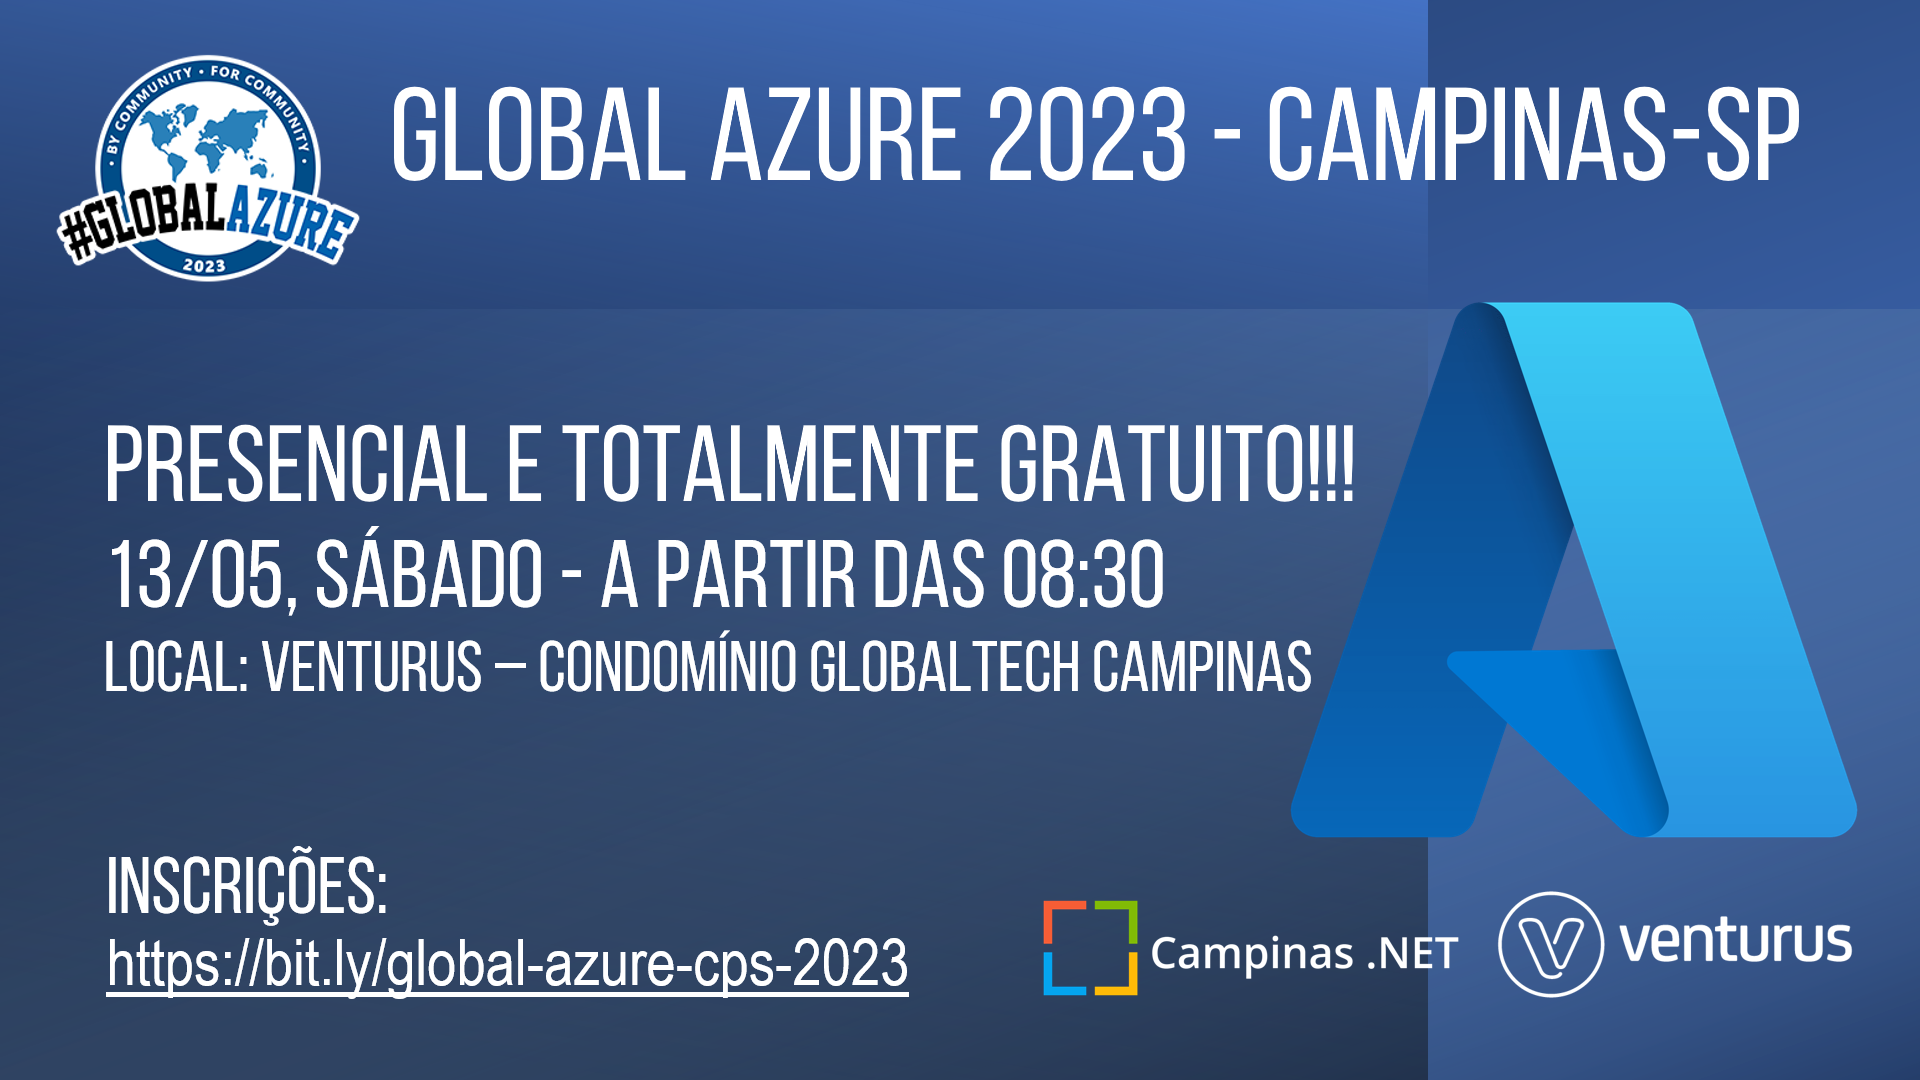 • BY COMMUNITY • FOR COMMUNITY •
#GLOBALAZURE
2023
GLOBAL AZURE 2023 - CAMPINAS-SP
PRESENCIAL E TOTALMENTE GRATUITO!!!
13/05, SÁBADO - A PARTIR DAS 08:30
LOCAL: VENTURUS – CONDOMÍNIO GLOBALTECH CAMPINAS
INSCRIÇÕES:
https://bit.ly/global-azure-cps-2023
Campinas .NET
venturus